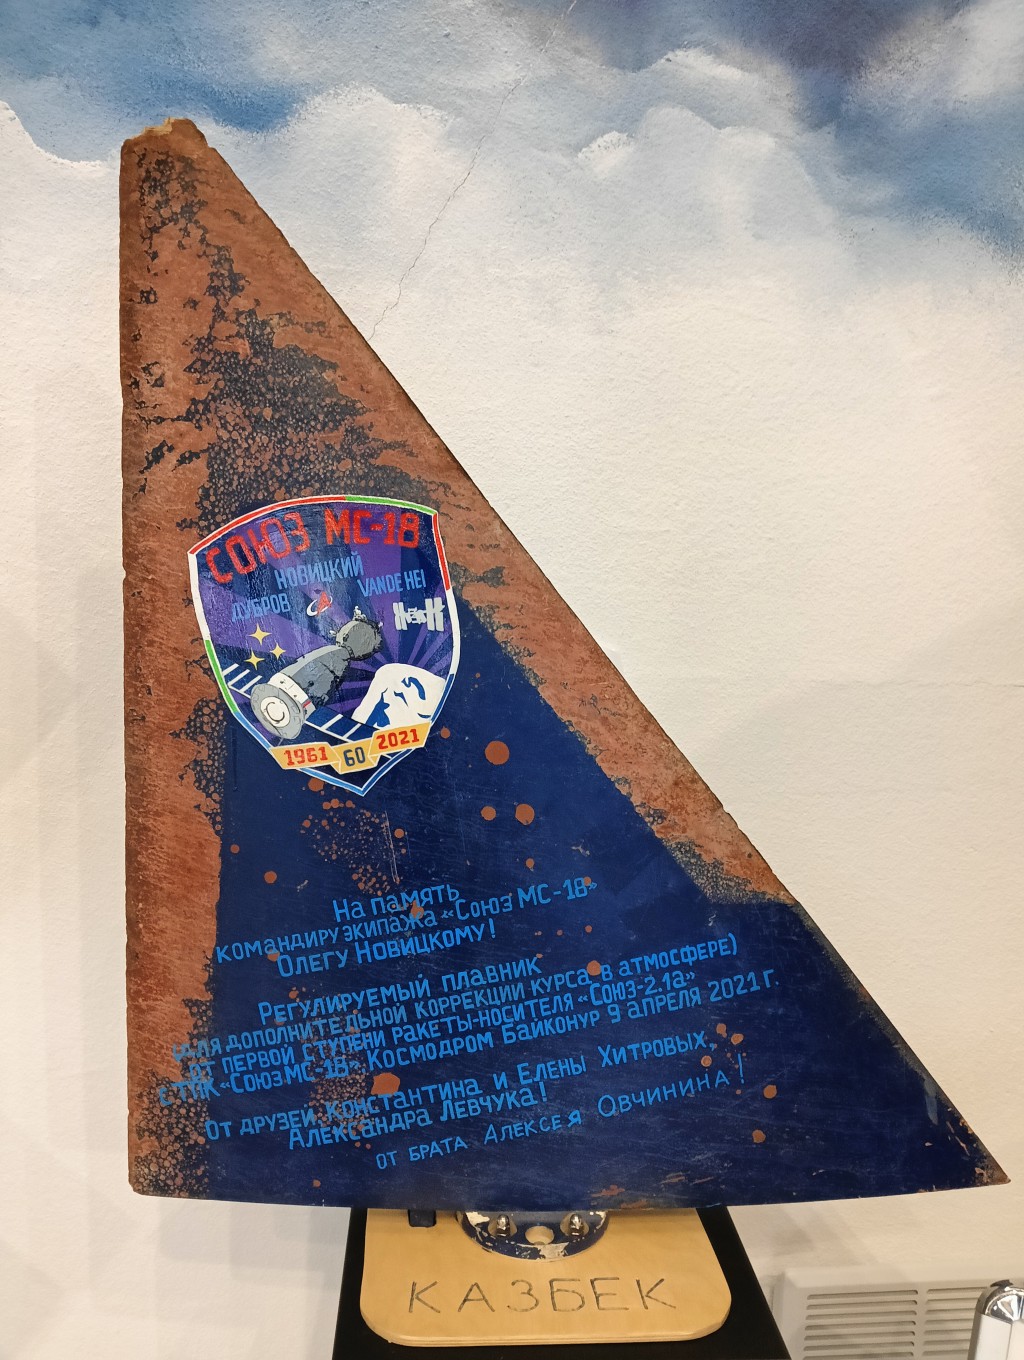 СОЮЗ МС-18
НОВИЦКИЙ
ДУБРОВ
VANDE HEI
1961 60 2021
На память
командиру экипажа «Союз МС-18»
Олегу Новицкому!
Регулируемый плавник
(для дополнительной коррекции курса в атмосфере)
от первой ступени ракеты-носителя «Союз-2.1а»
с ТПК «Союз МС-18» Космодром Байконур 9 апреля 2021 г.
От друзей Константина и Елены Хитровых,
Александра Левчука!
от брата Алексея Овчинина!
КАЗБЕК